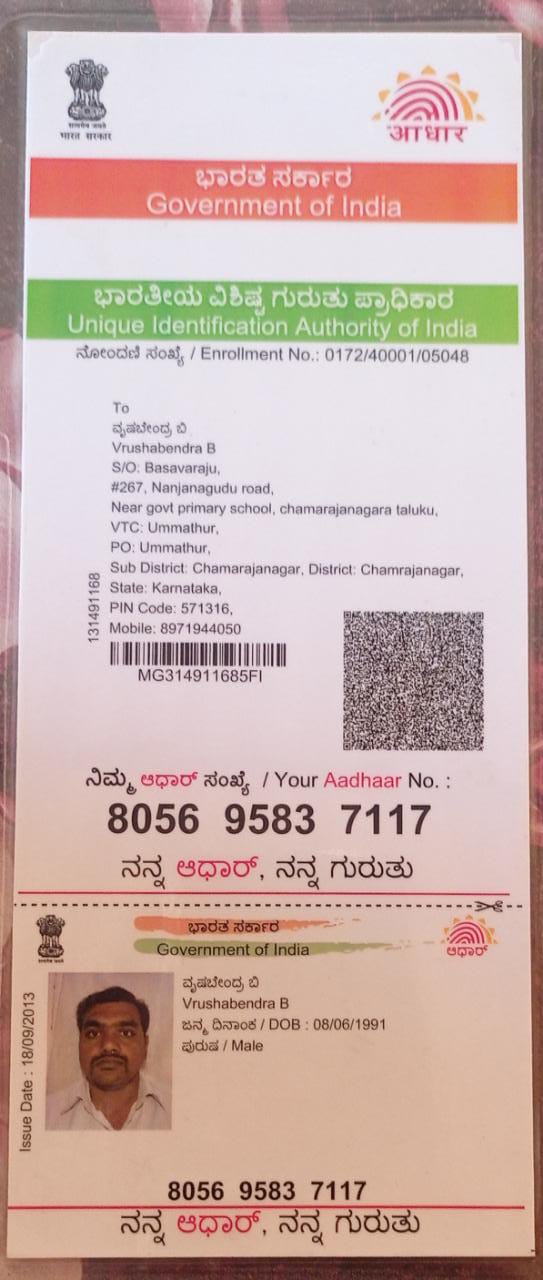 सत्यमेव जयते
भारत सरकार
आधार
ಭಾರತ ಸರ್ಕಾರ
Government of India
ಭಾರತೀಯ ವಿಶಿಷ್ಟ ಗುರುತು ಪ್ರಾಧಿಕಾರ
Unique Identification Authority of India
ನೋಂದಣಿ ಸಂಖ್ಯೆ / Enrollment No.: 0172/40001/05048
To
ವೃಷಬೇಂದ್ರ ಬಿ
Vrushabendra B
S/O: Basavaraju,
#267, Nanjanagudu road,
Near govt primary school, chamarajanagara taluku,
VTC: Ummathur,
PO: Ummathur,
Sub District: Chamarajanagar, District: Chamrajanagar,
State: Karnataka,
PIN Code: 571316,
Mobile: 8971944050
131491168
MG314911685FI
ನಿಮ್ಮ ಆಧಾರ್ ಸಂಖ್ಯೆ / Your Aadhaar No. :
8056 9583 7117
ನನ್ನ ಆಧಾರ್, ನನ್ನ ಗುರುತು
ಭಾರತ ಸರ್ಕಾರ
Government of India
ಆಧಾರ್
ವೃಷಬೇಂದ್ರ ಬಿ
Vrushabendra B
ಜನ್ಮ ದಿನಾಂಕ / DOB : 08/06/1991
ಪುರುಷ / Male
Issue Date : 18/09/2013
8056 9583 7117
ನನ್ನ ಆಧಾರ್, ನನ್ನ ಗುರುತು